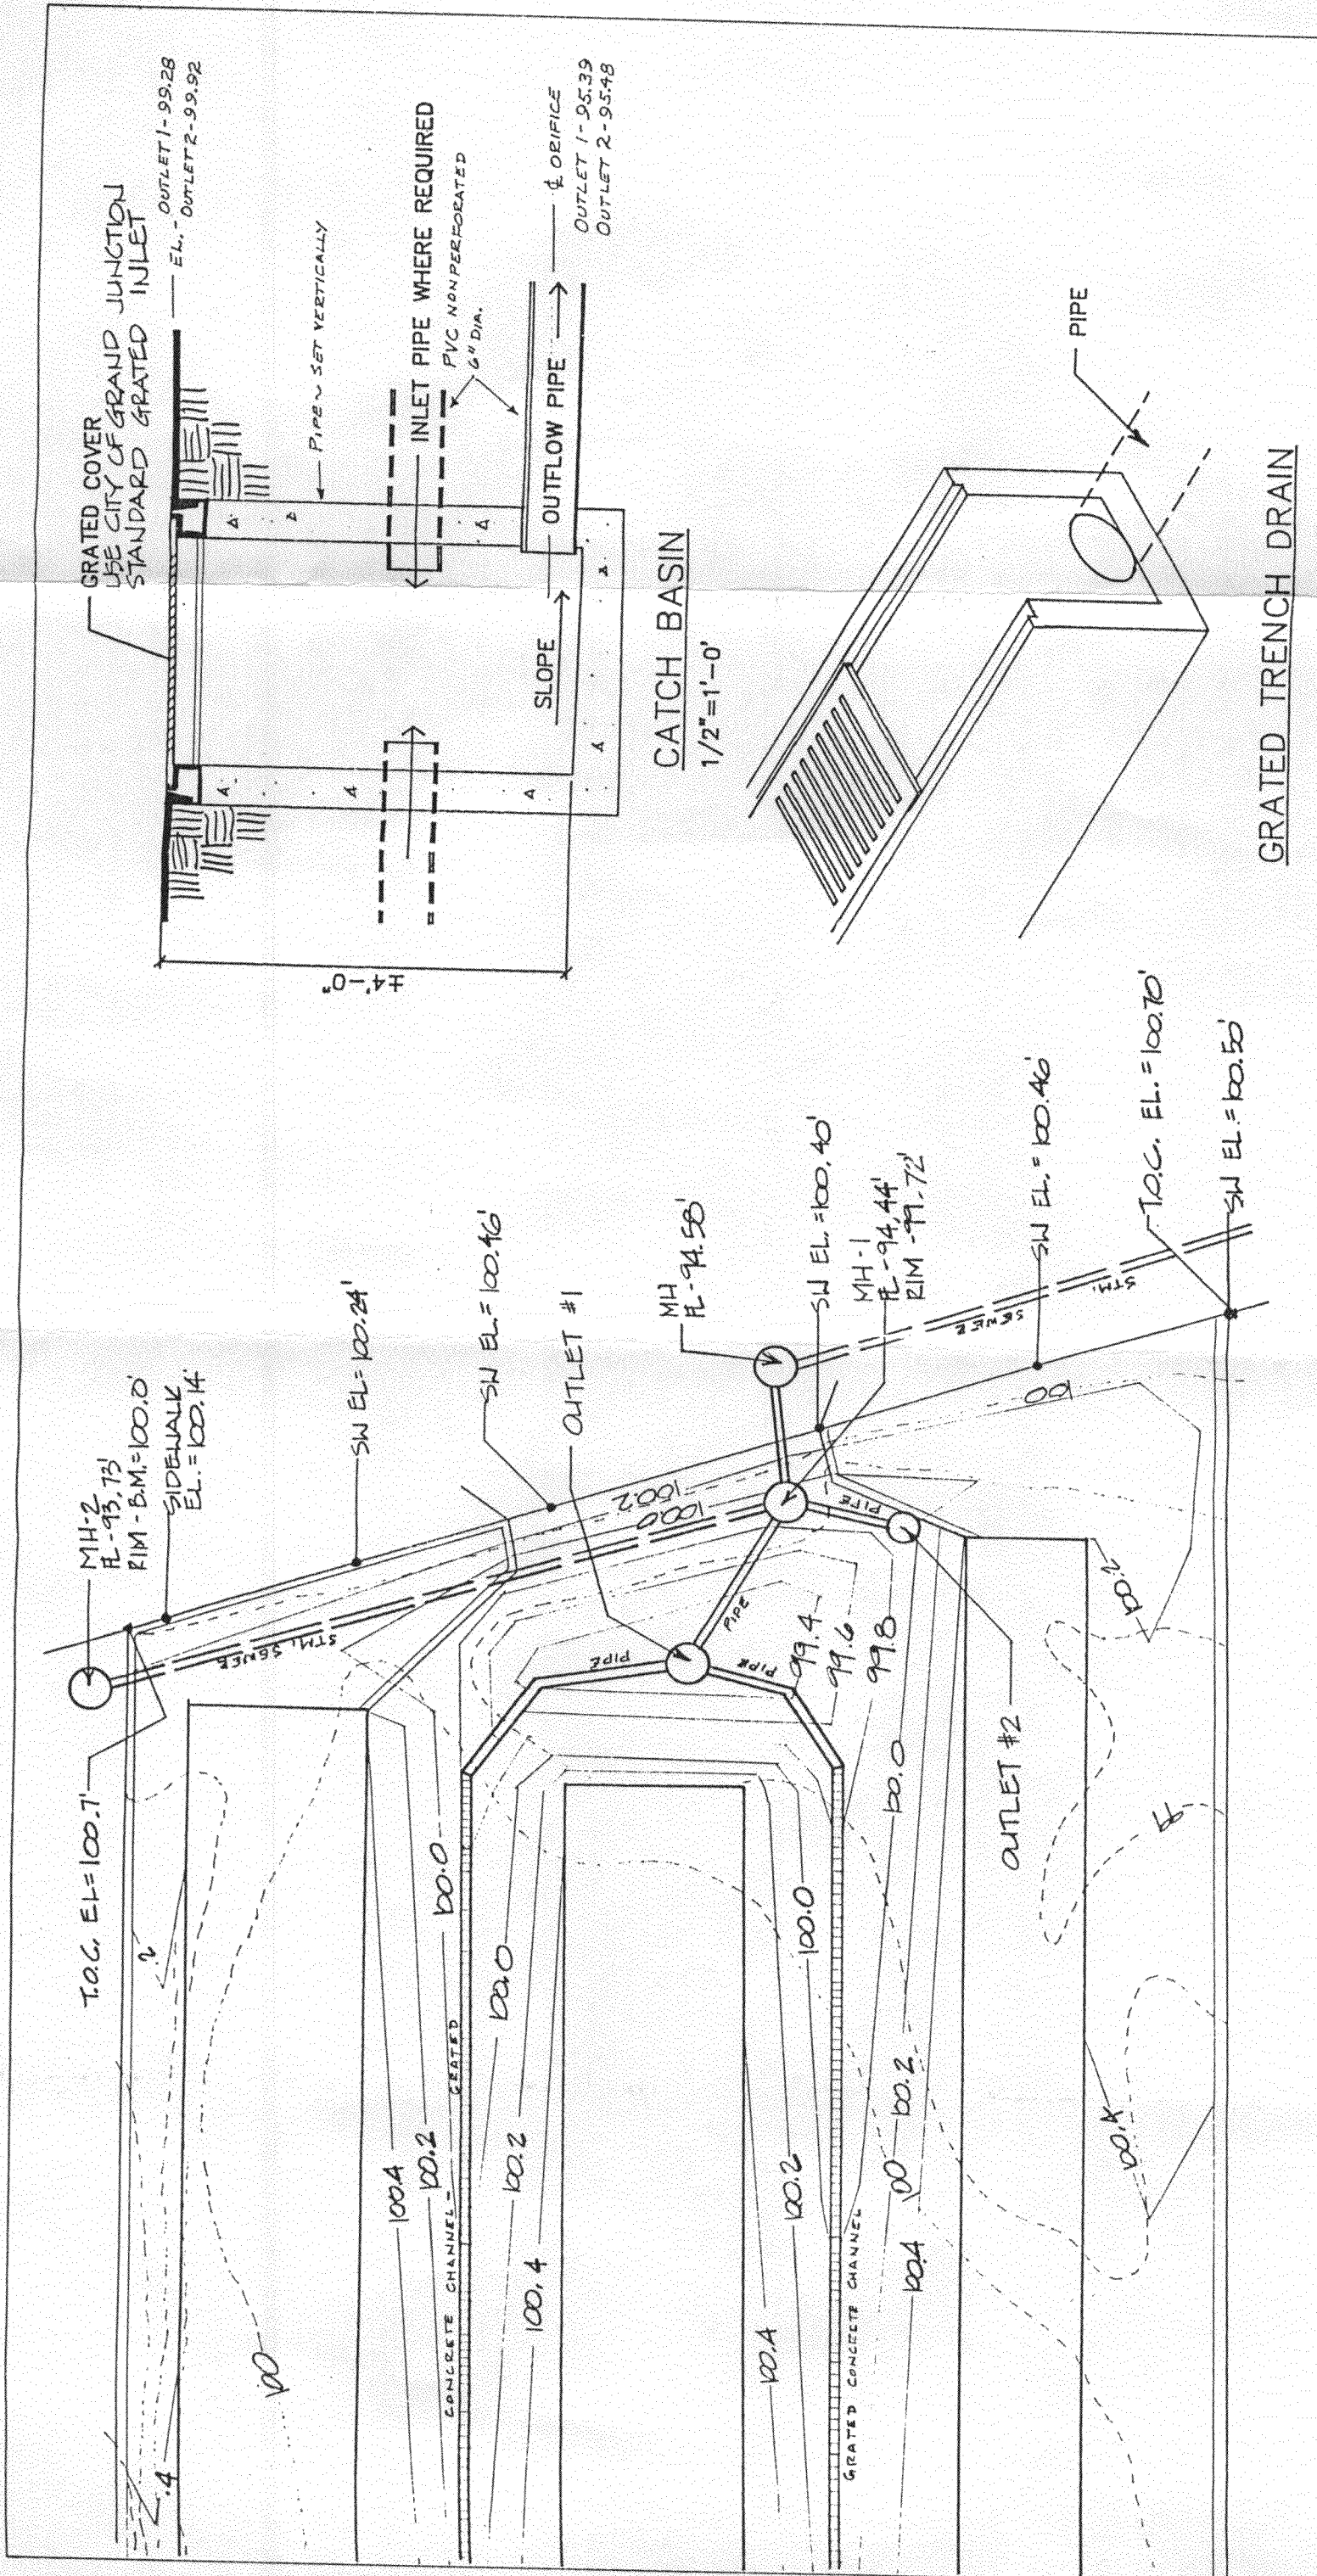 GRATED COVER
USE CITY OF GRAND JUNCTION
STANDARD GRATED INLET
EL. - OUTLET 1 - 99.28
OUTLET 2 - 99.92
PIPE ~ SET VERTICALLY
INLET PIPE WHERE REQUIRED
PVC NONPERFORATED
6" DIA.
OUTFLOW PIPE
℄ ORIFICE
OUTLET 1 - 95.39
OUTLET 2 - 95.48
SLOPE
±4'-0"
CATCH BASIN
1/2"=1'-0'
PIPE
GRATED TRENCH DRAIN
MH-2
FL - 93.73'
RIM - B.M. = 100.0'
SIDEWALK
EL. = 100.14'
T.O.C. EL = 100.7'
SW EL = 100.24'
SW EL. = 100.46'
OUTLET #1
MH
FL - 94.58'
SW EL. = 100.40'
MH-1
FL - 94.44'
RIM - 99.72'
SW EL. = 100.46'
T.O.C. EL. = 100.70'
SW EL. = 100.50'
STM. SEWER
SEWER
STM.
100.2
100.0
100
PIPE
PIPE
PIPE
PIPE
99.4
99.6
99.8
100.0
OUTLET #2
100.2
99
.2
.4
100
100.4
100.2
100.0
CONCRETE CHANNEL - GRATED
100.0
100.2
100.4
100.4
100.2
100.0
GRATED CONCRETE CHANNEL
100
100.2
100.4